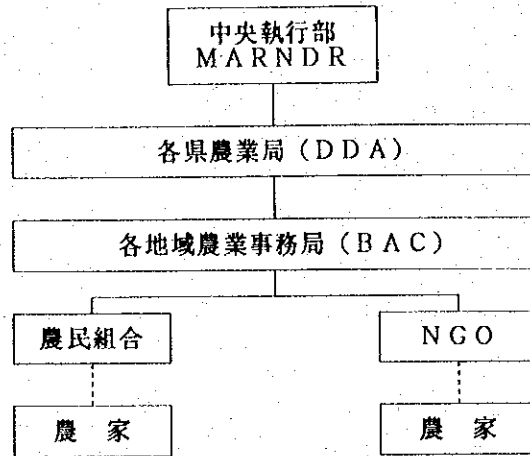 中央執行部
MARNDR
各県農業局(DDA)
各地域農業事務局(BAC)
農民組合
NGO
農 家
農 家